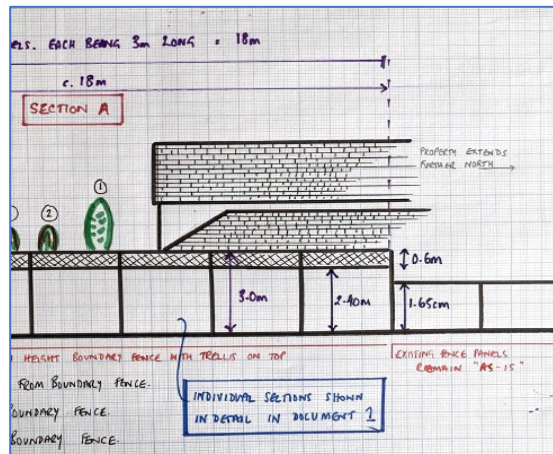 ELS. EACH BEING 3m LONG = 18m
c. 18m
SECTION A
PROPERTY EXTENDS
FURTHER NORTH
1
2
0.6m
3.0m
2.40m
1.65cm
HEIGHT BOUNDARY FENCE WITH TRELLIS ON TOP
EXISTING FENCE PANELS
REMAIN "AS-IS"
FROM BOUNDARY FENCE.
BOUNDARY FENCE.
BOUNDARY FENCE.
INDIVIDUAL SECTIONS SHOWN
IN DETAIL IN DOCUMENT 1